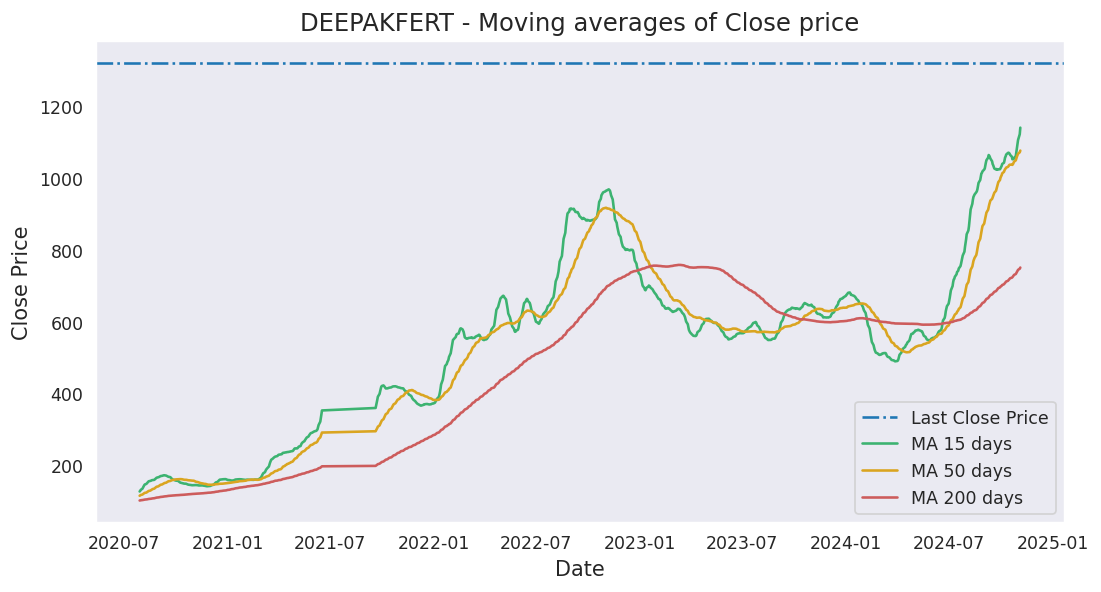 DEEPAKFERT - Moving averages of Close price
Close Price
1200
1000
800
600
400
200
2020-07
2021-01
2021-07
2022-01
2022-07
2023-01
2023-07
2024-01
2024-07
2025-01
Date
Last Close Price
MA 15 days
MA 50 days
MA 200 days